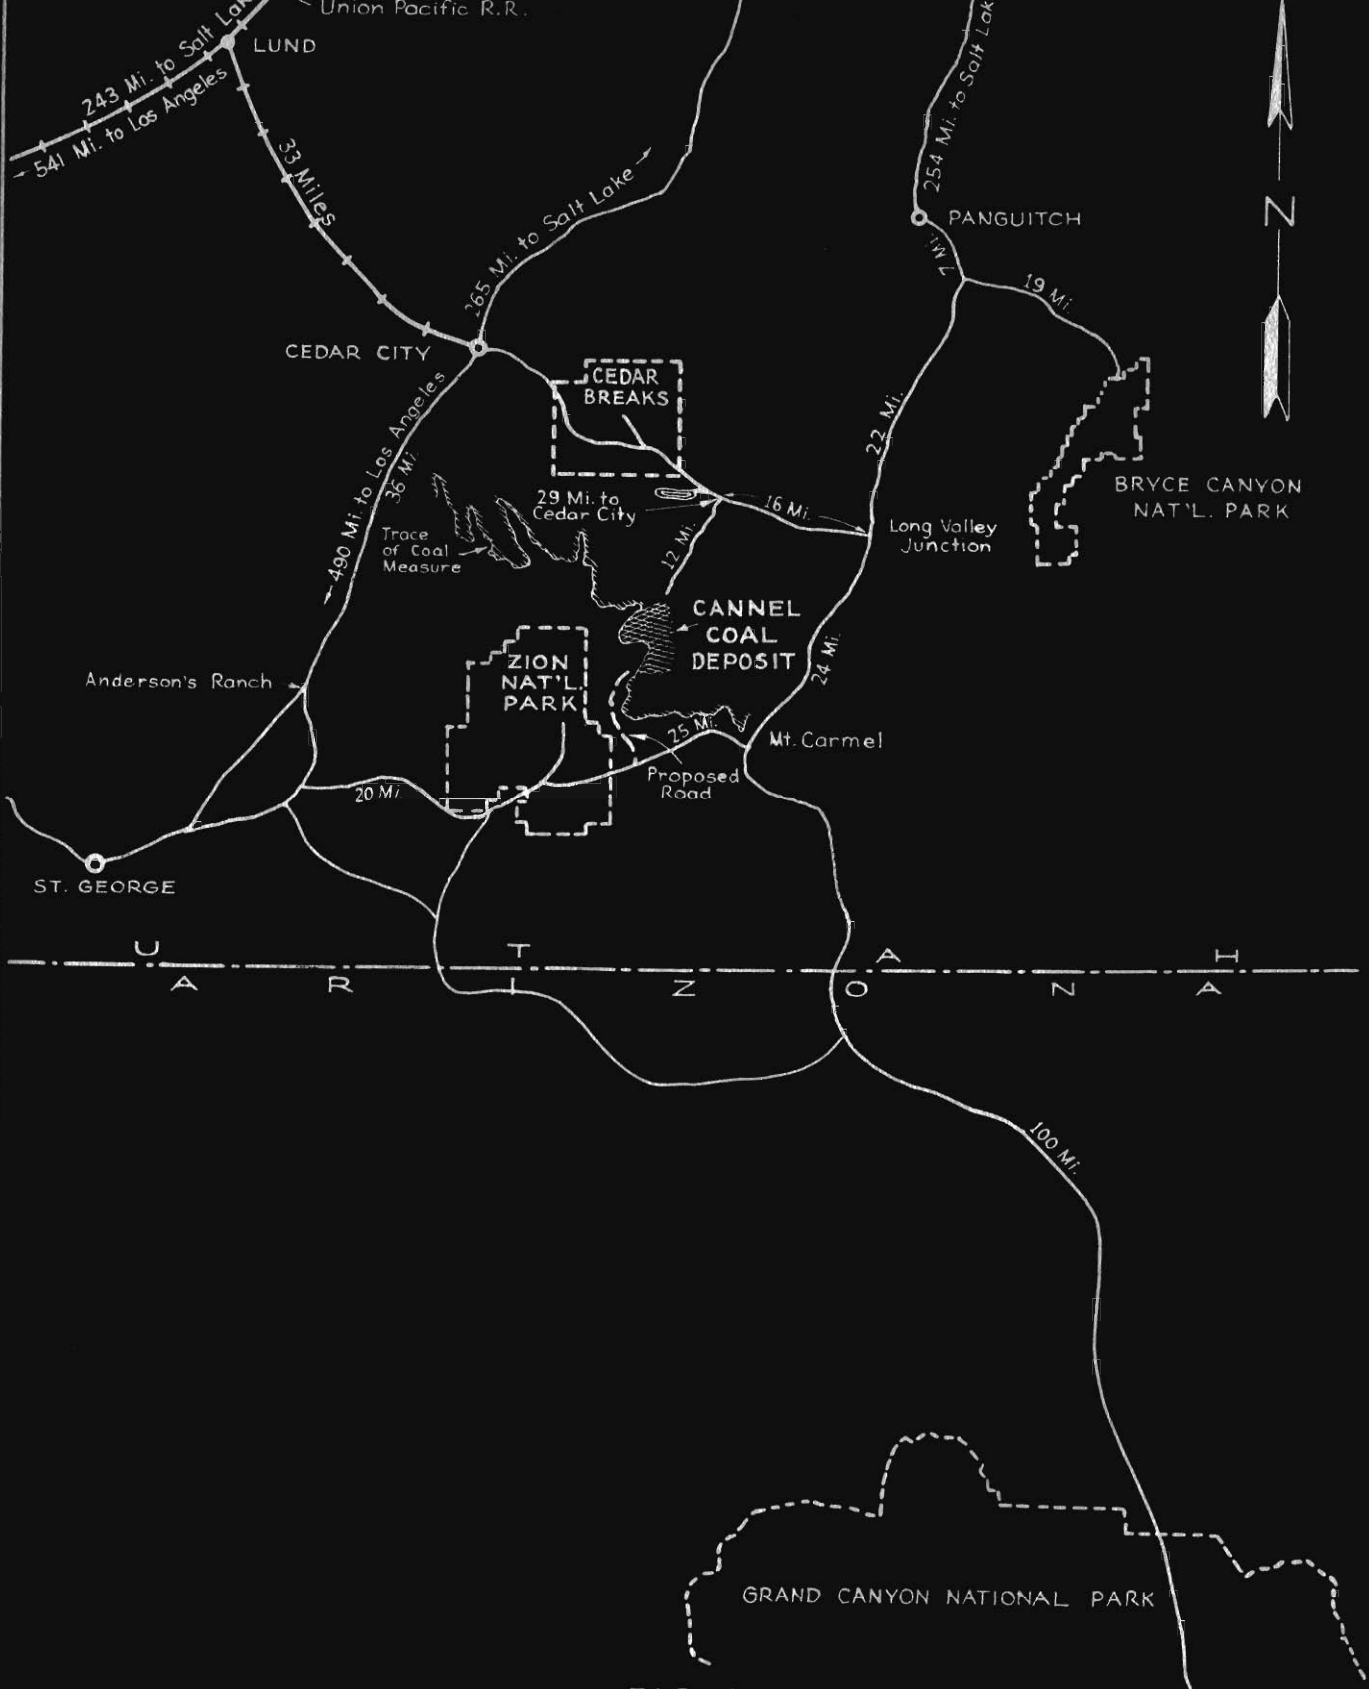 Union Pacific R.R.
LUND
243 Mi. to Salt Lak
541 Mi. to Los Angeles
33 Miles
265 Mi. to Salt Lake
254 Mi. to Salt Lak
PANGUITCH
7 Mi.
19 Mi.
N
CEDAR CITY
CEDAR
BREAKS
22 Mi.
490 Mi. to Los Angeles
36 Mi.
BRYCE CANYON
NAT'L. PARK
29 Mi. to
Cedar City
16 Mi.
Long Valley
Junction
12 Mi.
Trace
of Coal
Measure
CANNEL
COAL
DEPOSIT
24 Mi.
ZION
NAT'L.
PARK
Anderson's Ranch
25 Mi.
Mt. Carmel
Proposed
Road
20 Mi.
ST. GEORGE
U T A H
A R I Z O N A
100 Mi.
GRAND CANYON NATIONAL PARK